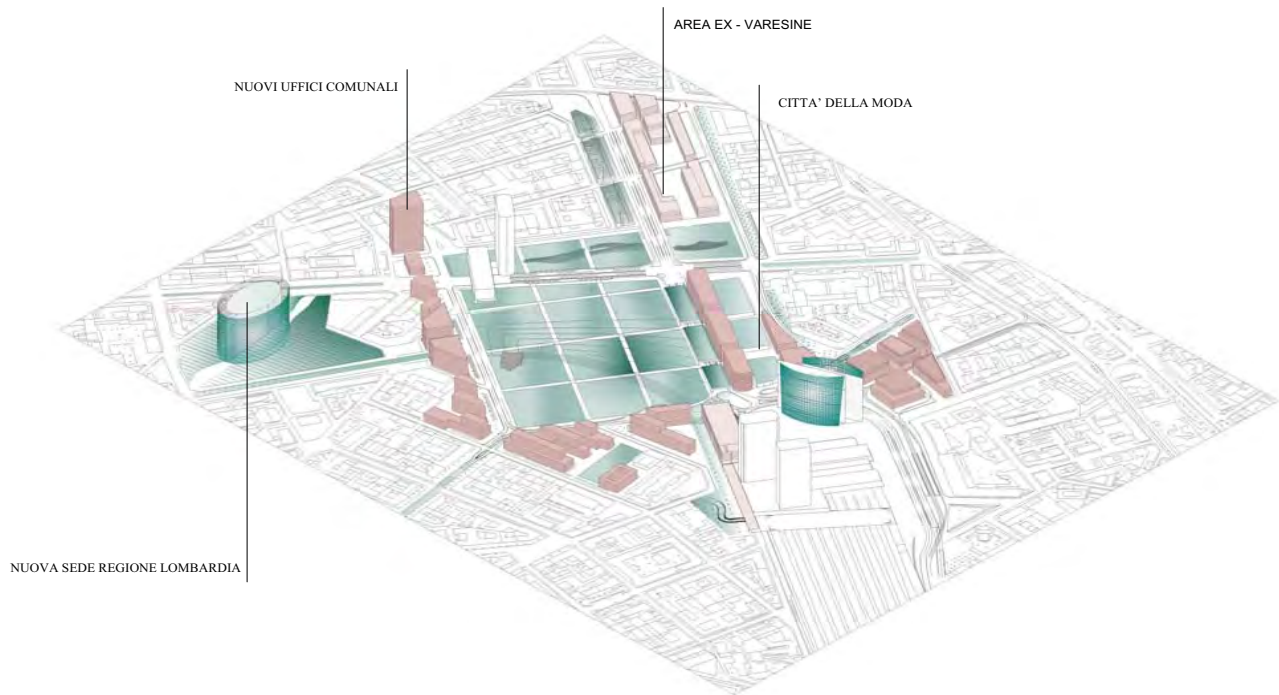 AREA EX - VARESINE
NUOVI UFFICI COMUNALI
CITTA' DELLA MODA
NUOVA SEDE REGIONE LOMBARDIA